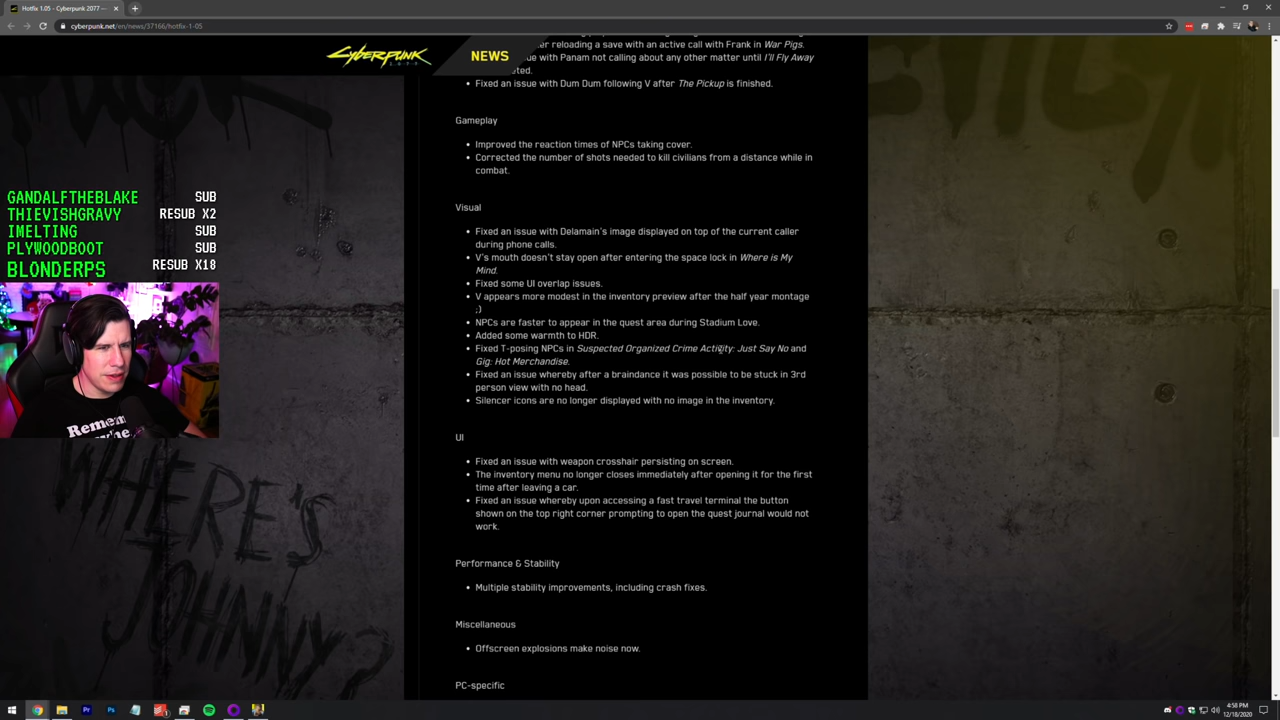 Hotfix 1.05 - Cyberpunk 2077 —
cyberpunk.net/en/news/37166/hotfix-1-05
CYBERPUNK
NEWS
reloading a save with an active call with Frank in War Pigs.
with Panam not calling about any other matter until I'll Fly Away
Fixed an issue with Dum Dum following V after The Pickup is finished.
Gameplay
Improved the reaction times of NPCs taking cover.
Corrected the number of shots needed to kill civilians from a distance while in
combat.
Visual
Fixed an issue with Delamain's image displayed on top of the current caller
during phone calls.
V's mouth doesn't stay open after entering the space lock in Where is My
Mind.
Fixed some UI overlap issues.
V appears more modest in the inventory preview after the half year montage
;)
NPCs are faster to appear in the quest area during Stadium Love.
Added some warmth to HDR.
Fixed T-posing NPCs in Suspected Organized Crime Activity: Just Say No and
Gig: Hot Merchandise.
Fixed an issue whereby after a braindance it was possible to be stuck in 3rd
person view with no head.
Silencer icons are no longer displayed with no image in the inventory.
UI
Fixed an issue with weapon crosshair persisting on screen.
The inventory menu no longer closes immediately after opening it for the first
time after leaving a car.
Fixed an issue whereby upon accessing a fast travel terminal the button
shown on the top right corner prompting to open the quest journal would not
work.
Performance & Stability
Multiple stability improvements, including crash fixes.
Miscellaneous
Offscreen explosions make noise now.
PC-specific
GANDALFTHEBLAKE SUB
THIEVISHGRAVY RESUB X2
IMELTING SUB
PLYWOODBOOT SUB
BLONDERPS RESUB X18
WHERES
JOHNNY?
4:58 PM
12/18/2020